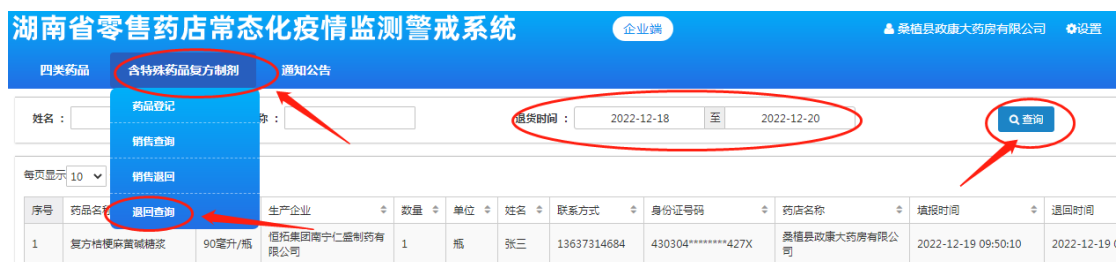 湖南省零售药店常态化疫情监测警戒系统 企业端 桑植县政康大药房有限公司 设置
四类药品 含特殊药品复方制剂 通知公告
药品登记
姓名 : 称 : 退货时间 : 2022-12-18 至 2022-12-20 查询
销售查询
每页显示 10 销售退回
序号 药品名称 退回查询 生产企业 数量 单位 姓名 联系方式 身份证号码 药店名称 填报时间 退回时间
1 复方桔梗麻黄碱糖浆 90毫升/瓶 恒拓集团南宁仁盛制药有 1 瓶 张三 13637314684 430304********427X 桑植县政康大药房有限公 2022-12-19 09:50:10 2022-12-19 0
限公司 司